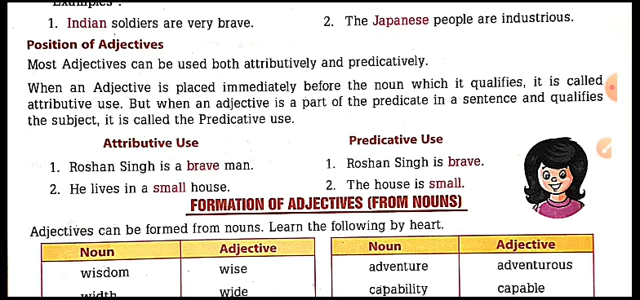 Examples :
1. Indian soldiers are very brave. 2. The Japanese people are industrious.
Position of Adjectives
Most Adjectives can be used both attributively and predicatively.
When an Adjective is placed immediately before the noun which it qualifies, it is called
attributive use. But when an adjective is a part of the predicate in a sentence and qualifies
the subject, it is called the Predicative use.
Attributive Use Predicative Use
1. Roshan Singh is a brave man. 1. Roshan Singh is brave.
2. He lives in a small house. 2. The house is small.
FORMATION OF ADJECTIVES (FROM NOUNS)
Adjectives can be formed from nouns. Learn the following by heart.
Noun Adjective Noun Adjective
wisdom wise adventure adventurous
width wide capability capable